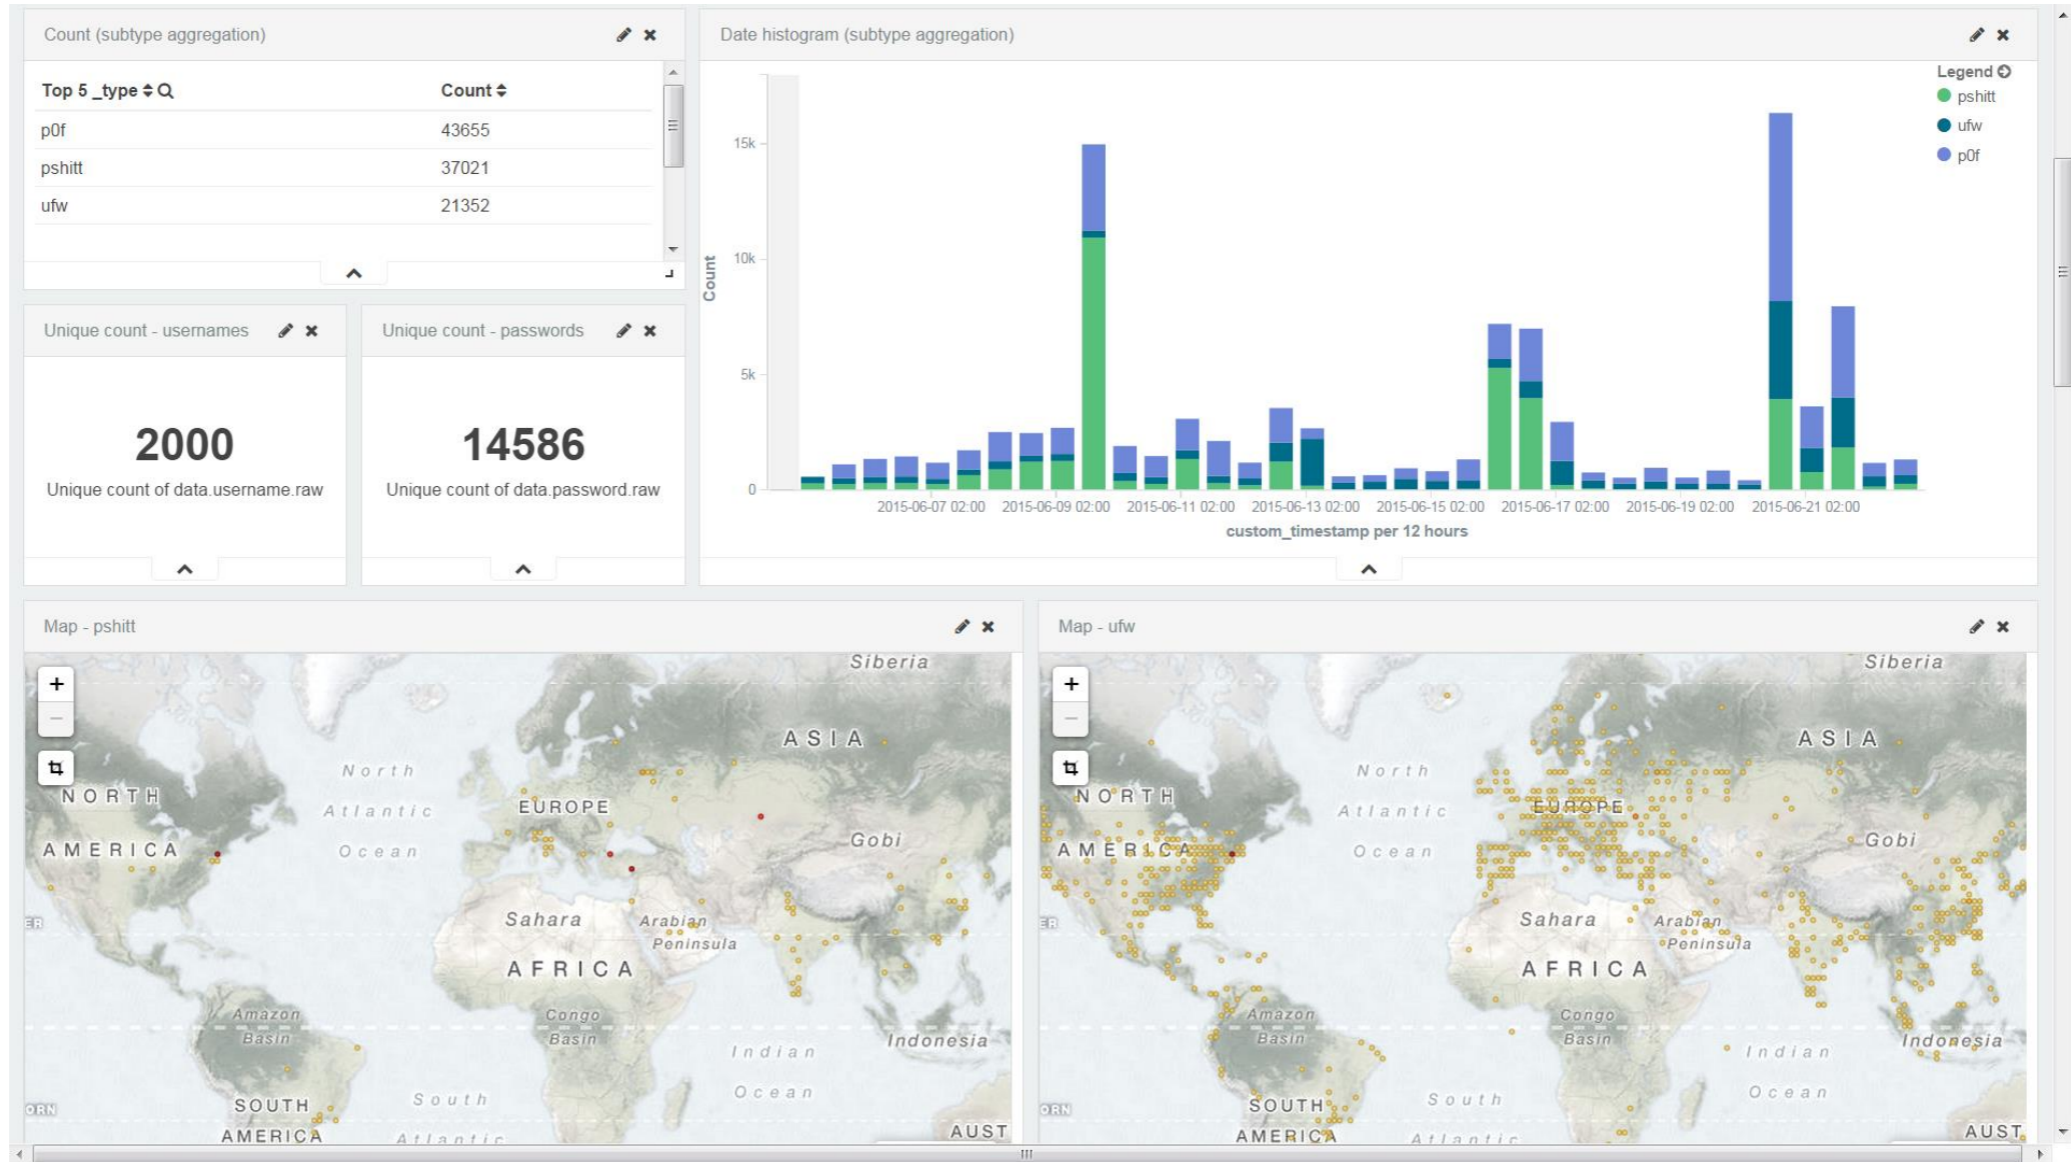 Count (subtype aggregation)
Top 5 _type Count
p0f 43655
pshitt 37021
ufw 21352
Date histogram (subtype aggregation)
Legend
pshitt
ufw
p0f
15k
10k
5k
0
Count
2015-06-07 02:00 2015-06-09 02:00 2015-06-11 02:00 2015-06-13 02:00 2015-06-15 02:00 2015-06-17 02:00 2015-06-19 02:00 2015-06-21 02:00
custom_timestamp per 12 hours
Unique count - usernames
2000
Unique count of data.username.raw
Unique count - passwords
14586
Unique count of data.password.raw
Map - pshitt
+
−
Siberia
ASIA
North
NORTH
EUROPE
Atlantic
Gobi
AMERICA
Ocean
Sahara
Arabian
ER
Peninsula
AFRICA
Amazon
Congo
Basin
Basin
Indonesia
Indian
Ocean
SOUTH
South
ORN
AMERICA
Atlantic
AUST
Map - ufw
+
−
Siberia
ASIA
North
NORTH
EUROPE
Atlantic
Gobi
AMERICA
Ocean
Sahara
Arabian
ER
Peninsula
AFRICA
Amazon
Congo
Basin
Basin
Indonesia
Indian
Ocean
SOUTH
South
ORN
AMERICA
Atlantic
AUST